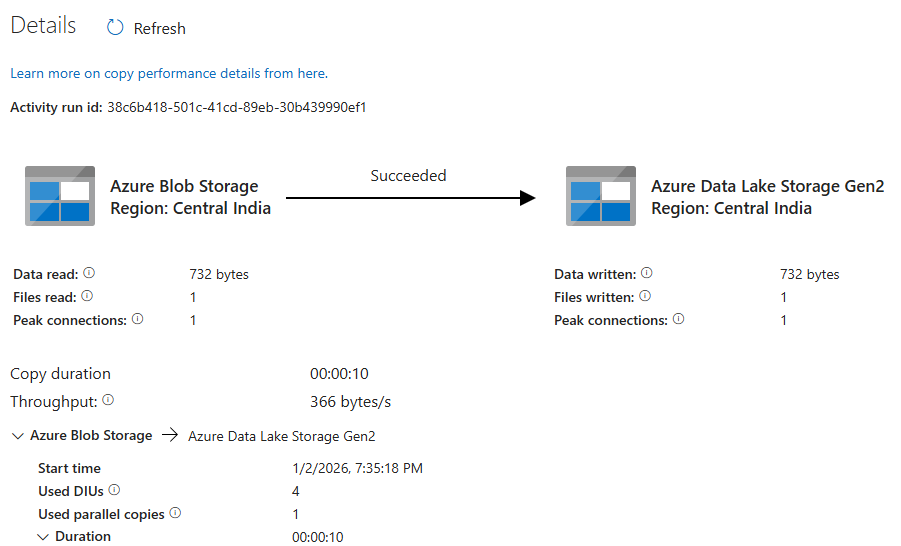 Details Refresh
Learn more on copy performance details from here.
Activity run id: 38c6b418-501c-41cd-89eb-30b439990ef1
Succeeded
Azure Blob Storage
Region: Central India
Azure Data Lake Storage Gen2
Region: Central India
Data read: 732 bytes
Files read: 1
Peak connections: 1
Data written: 732 bytes
Files written: 1
Peak connections: 1
Copy duration 00:00:10
Throughput: 366 bytes/s
Azure Blob Storage → Azure Data Lake Storage Gen2
Start time 1/2/2026, 7:35:18 PM
Used DIUs 4
Used parallel copies 1
Duration 00:00:10